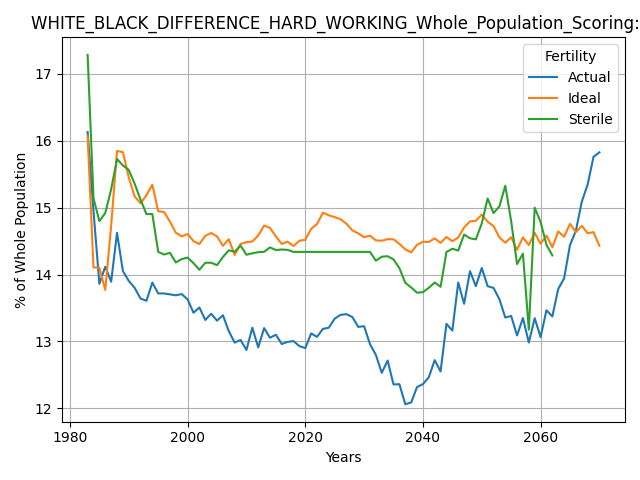 WHITE_BLACK_DIFFERENCE_HARD_WORKING_Whole_Population_Scoring:
Fertility
Actual
Ideal
Sterile
% of Whole Population
17
16
15
14
13
12
1980
2000
2020
2040
2060
Years